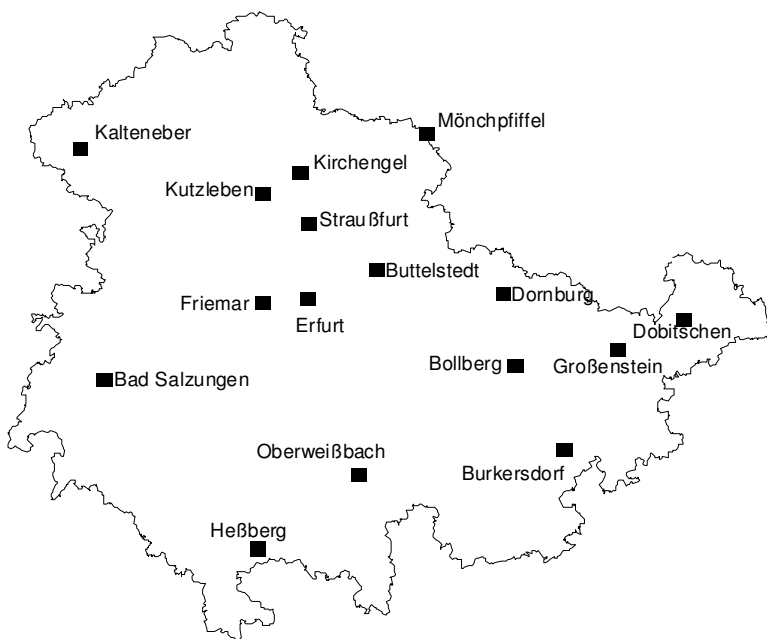 Mönchpfiffel
Kalteneber
Kirchengel
Kutzleben
Straußfurt
Buttelstedt
Dornburg
Friemar
Erfurt
Dobitschen
Bollberg
Großenstein
Bad Salzungen
Oberweißbach
Burkersdorf
Heßberg